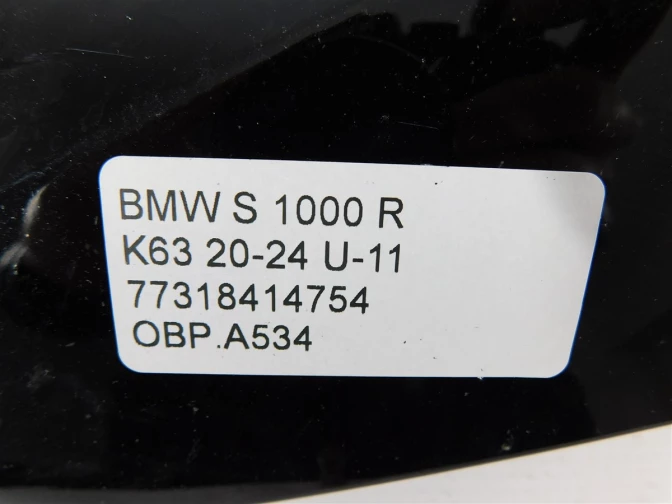 BMW S 1000 R
K63 20-24 U-11
77318414754
OBP.A534